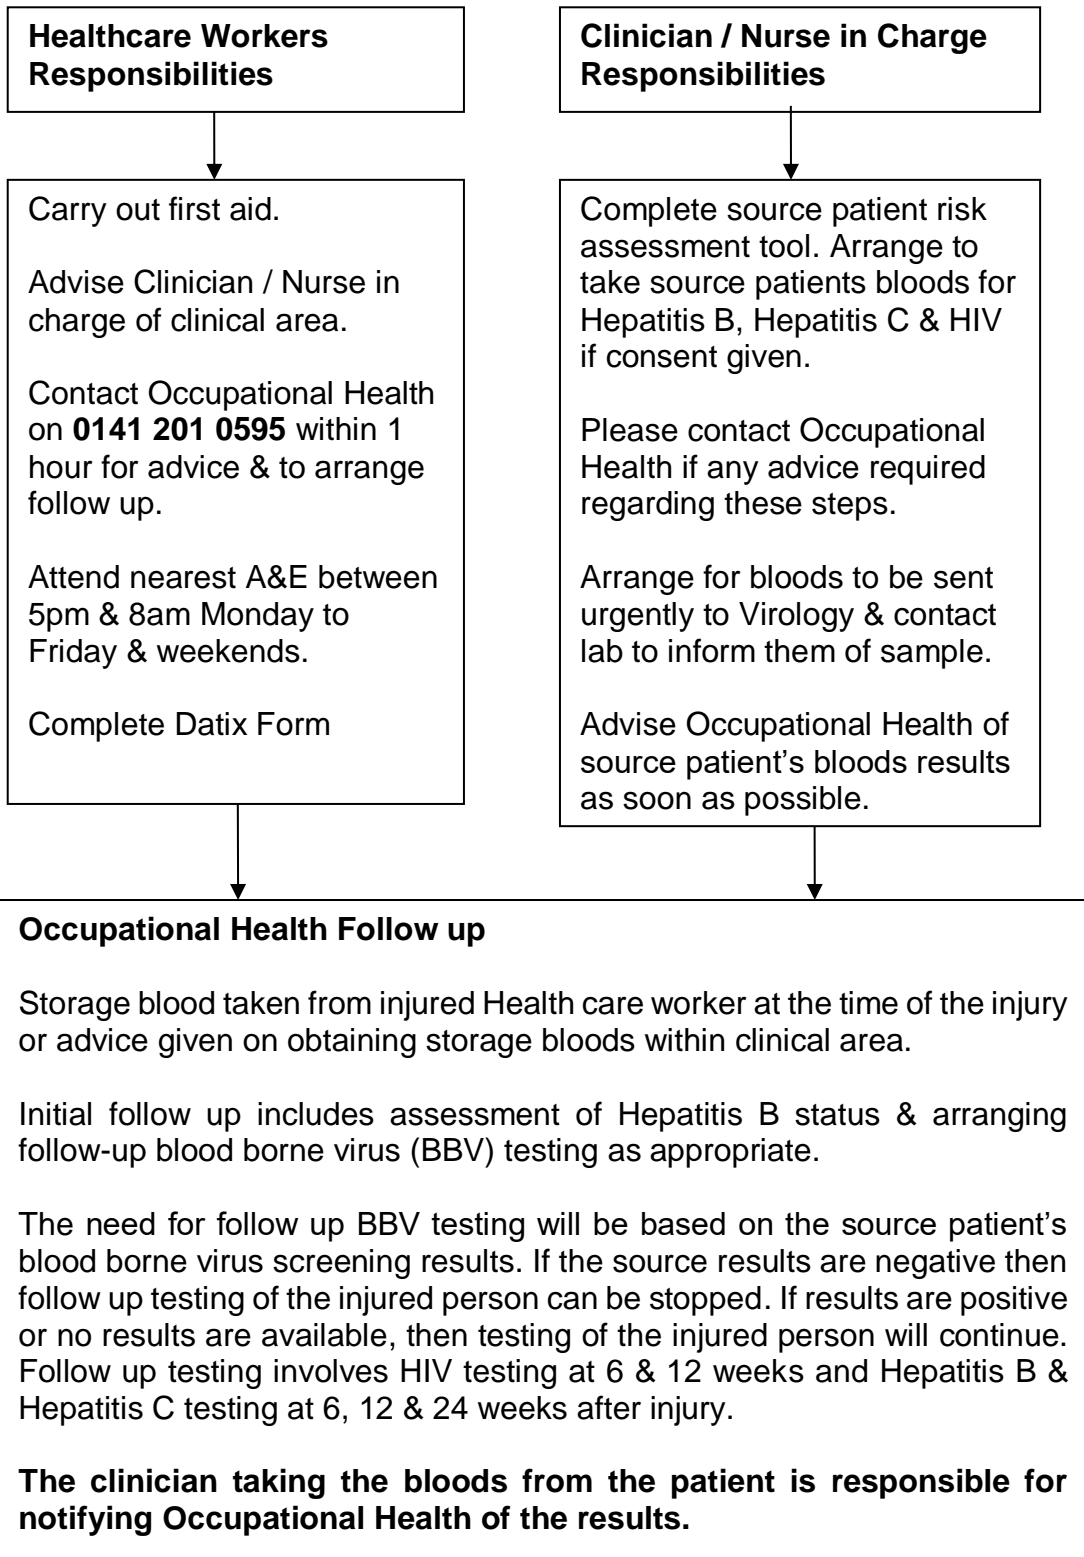 Healthcare Workers
Responsibilities
Carry out first aid.
Advise Clinician / Nurse in
charge of clinical area.
Contact Occupational Health
on 0141 201 0595 within 1
hour for advice & to arrange
follow up.
Attend nearest A&E between
5pm & 8am Monday to
Friday & weekends.
Complete Datix Form
Clinician / Nurse in Charge
Responsibilities
Complete source patient risk
assessment tool. Arrange to
take source patients bloods for
Hepatitis B, Hepatitis C & HIV
if consent given.
Please contact Occupational
Health if any advice required
regarding these steps.
Arrange for bloods to be sent
urgently to Virology & contact
lab to inform them of sample.
Advise Occupational Health of
source patient’s bloods results
as soon as possible.
Occupational Health Follow up
Storage blood taken from injured Health care worker at the time of the injury
or advice given on obtaining storage bloods within clinical area.
Initial follow up includes assessment of Hepatitis B status & arranging
follow-up blood borne virus (BBV) testing as appropriate.
The need for follow up BBV testing will be based on the source patient’s
blood borne virus screening results. If the source results are negative then
follow up testing of the injured person can be stopped. If results are positive
or no results are available, then testing of the injured person will continue.
Follow up testing involves HIV testing at 6 & 12 weeks and Hepatitis B &
Hepatitis C testing at 6, 12 & 24 weeks after injury.
The clinician taking the bloods from the patient is responsible for
notifying Occupational Health of the results.